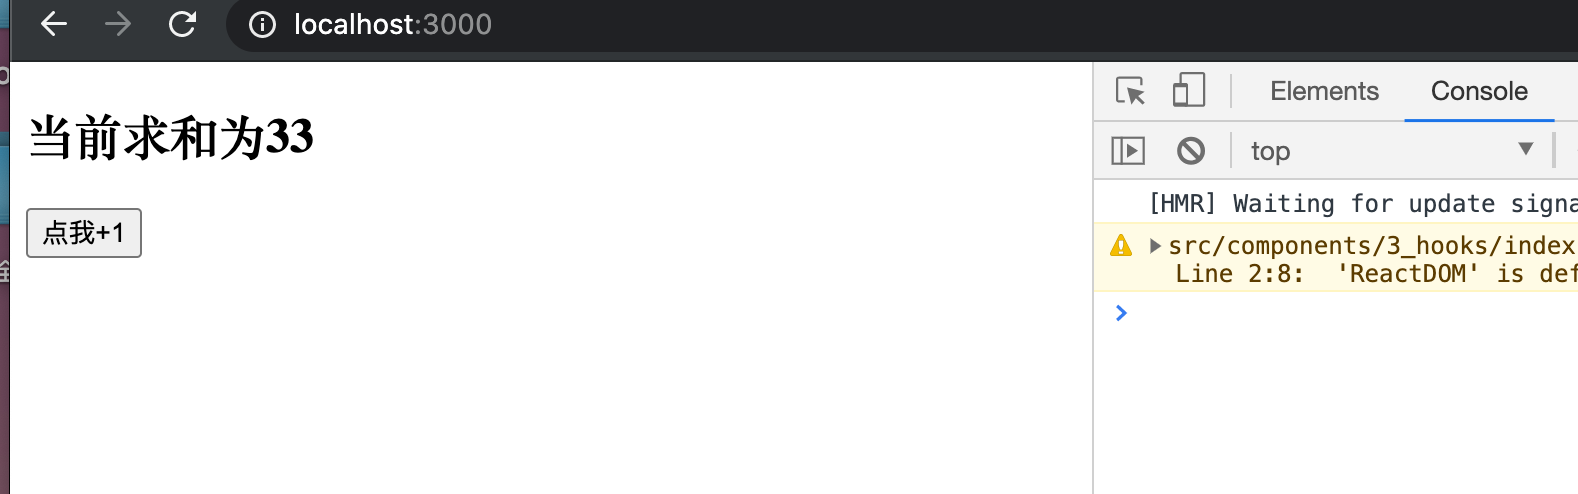 localhost:3000
当前求和为33
点我+1
Elements
Console
top
[HMR] Waiting for update signa
src/components/3_hooks/index
Line 2:8: 'ReactDOM' is def